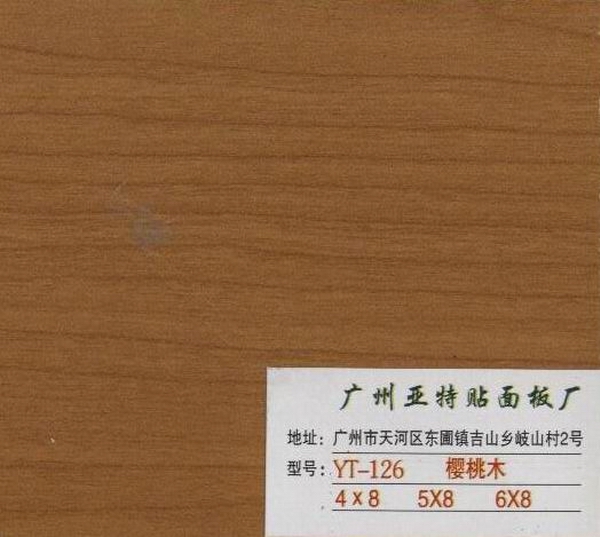 广州亚特贴面板厂
地址：广州市天河区东圃镇吉山乡岐山村2号
型号：YT-126 樱桃木
4×8 5X8 6X8